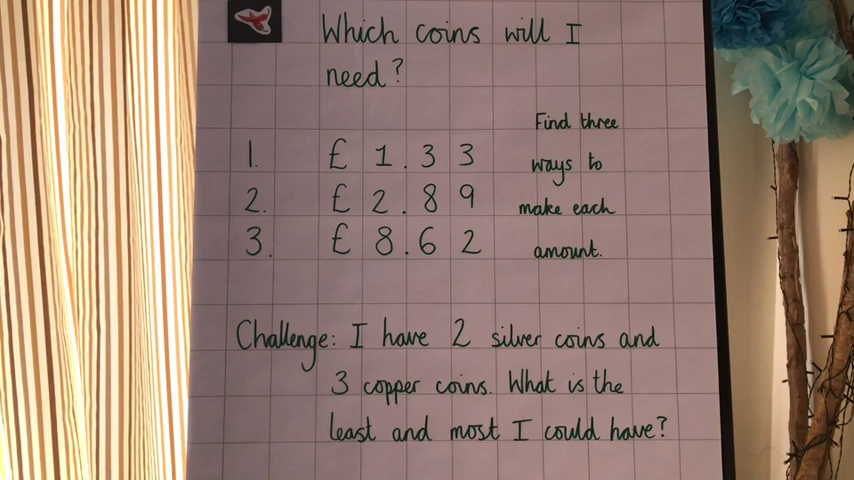 Which coins will I
need?
Find three
1. £ 1.33 ways to
2. £ 2.89 make each
3. £ 8.62 amount.
Challenge: I have 2 silver coins and
3 copper coins. What is the
least and most I could have?